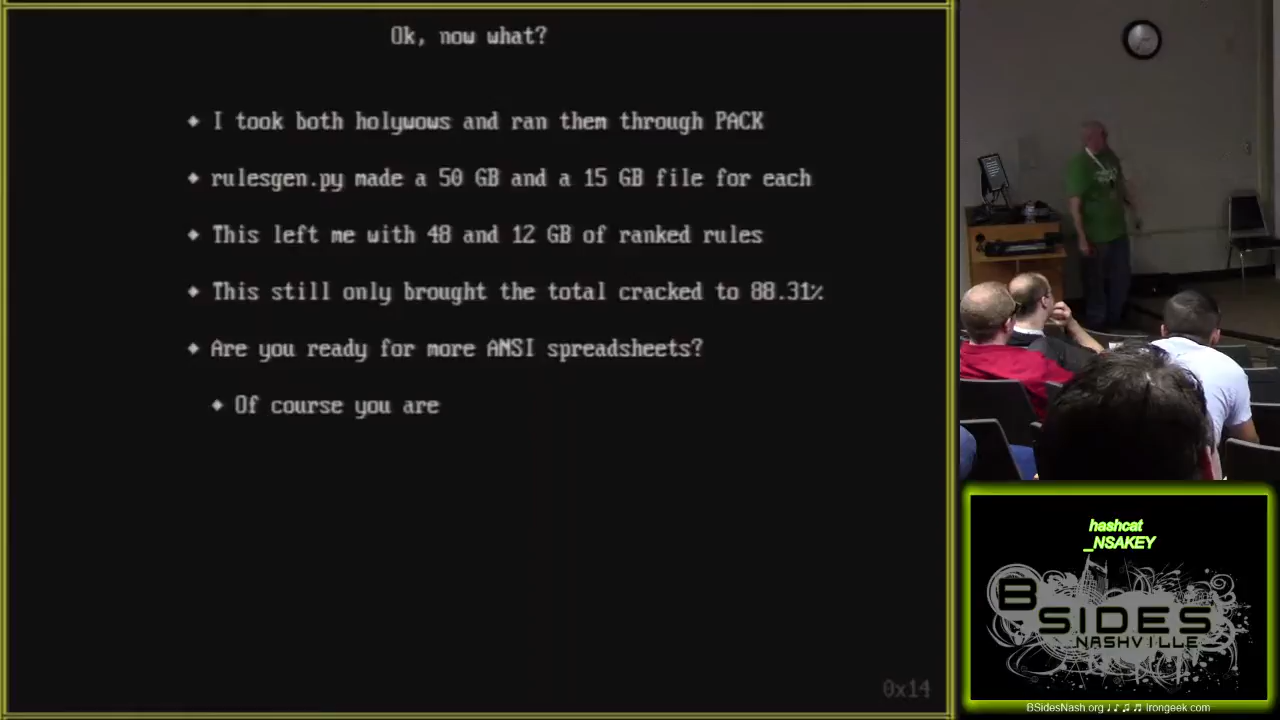 Ok, now what?
◆ I took both holywows and ran them through PACK
◆ rulesgen.py made a 50 GB and a 15 GB file for each
◆ This left me with 48 and 12 GB of ranked rules
◆ This still only brought the total cracked to 88.31%
◆ Are you ready for more ANSI spreadsheets?
◆ Of course you are
0x14
hashcat
_NSAKEY
BSIDES
NASHVILLE
BSidesNash.org ♩♪♫♬ Irongeek.com